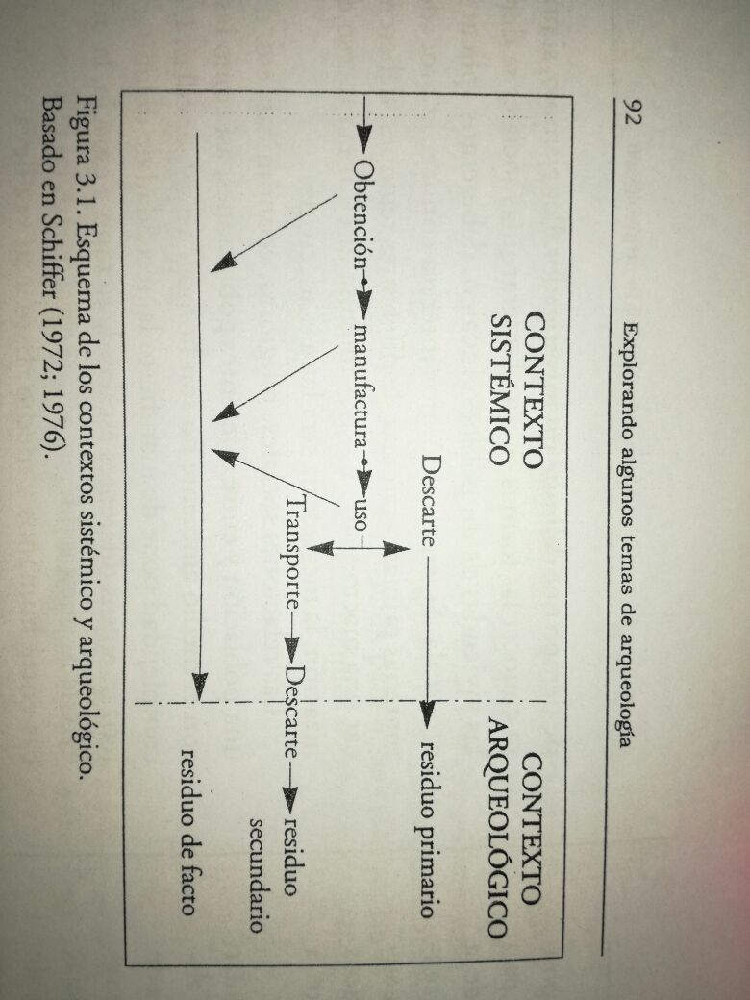 92
Explorando algunos temas de arqueología
CONTEXTO
SISTÉMICO
CONTEXTO
ARQUEOLÓGICO
Descarte
residuo primario
Obtención
manufactura
uso
Transporte
Descarte
residuo
secundario
residuo de facto
Figura 3.1. Esquema de los contextos sistémico y arqueológico.
Basado en Schiffer (1972; 1976).